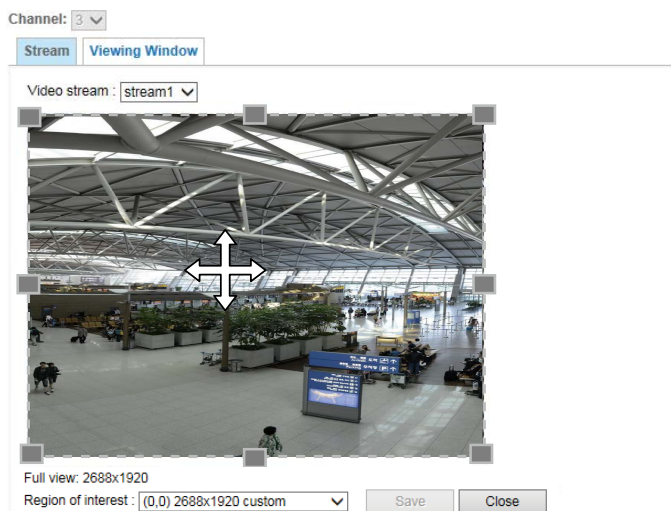 Channel: 3
Stream Viewing Window
Video stream : stream1
Full view: 2688x1920
Region of interest : (0,0) 2688x1920 custom Save Close